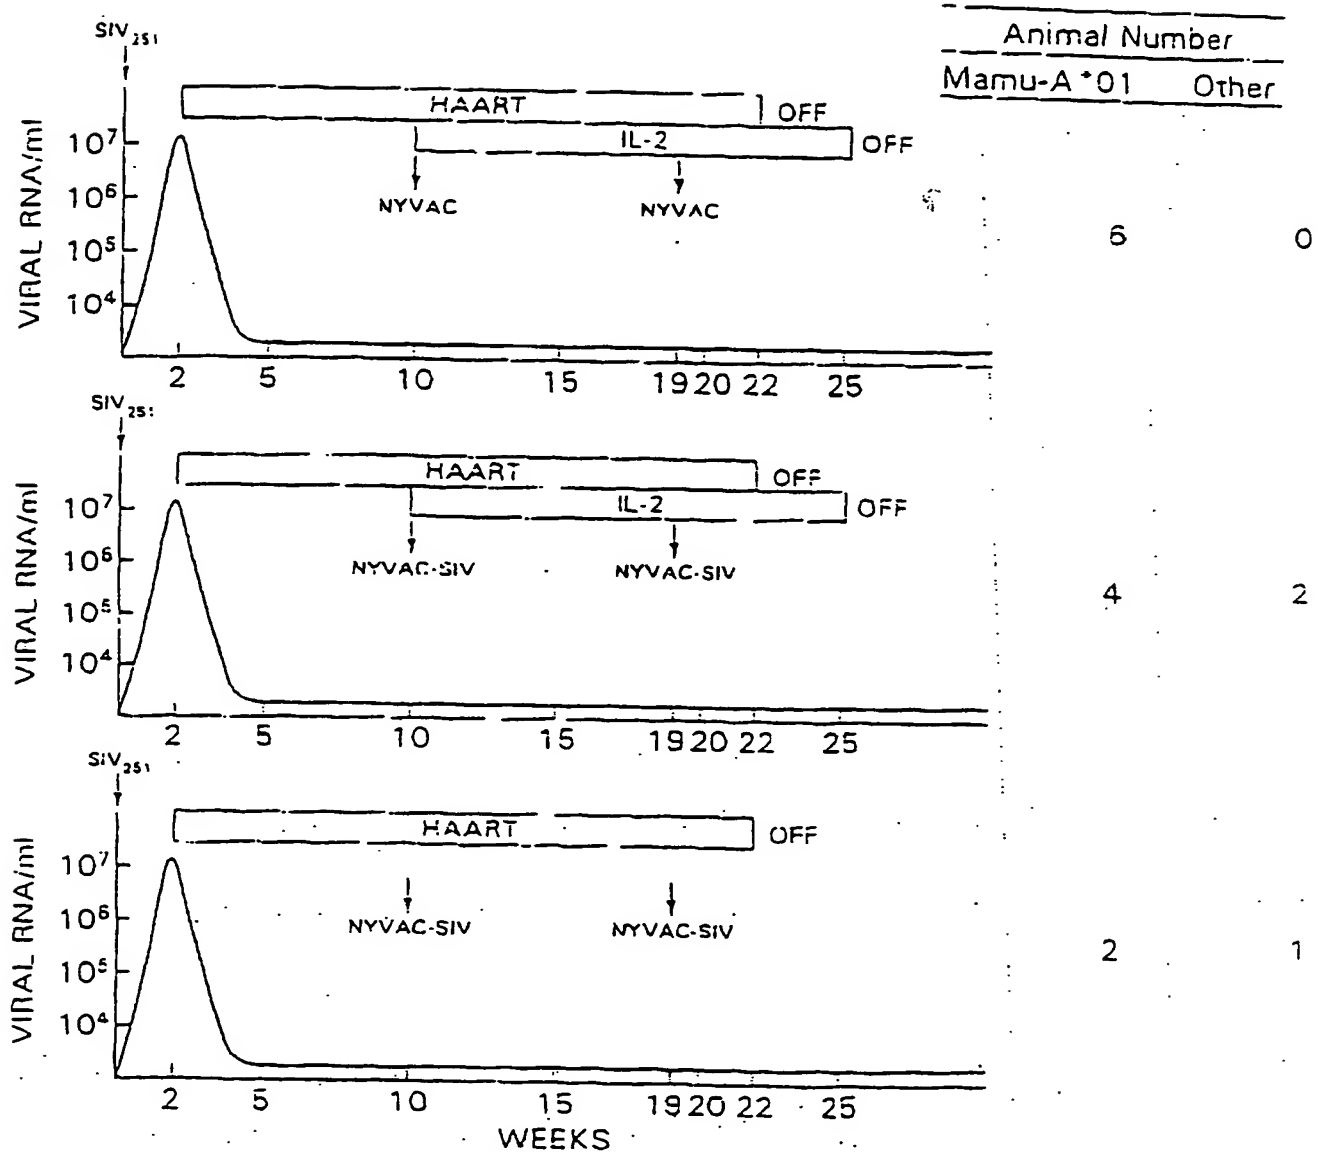 Animal Number
Mamu-A*01 Other
SIV251
HAART OFF
IL-2 OFF
NYVAC NYVAC
VIRAL RNA/ml
10⁷
10⁶
10⁵
10⁴
2 5 10 15 19 20 22 25
0
SIV251
HAART OFF
IL-2 OFF
NYVAC-SIV NYVAC-SIV
VIRAL RNA/ml
10⁷
10⁶
10⁵
10⁴
2 5 10 15 19 20 22 25
4 2
SIV251
HAART OFF
NYVAC-SIV NYVAC-SIV
VIRAL RNA/ml
10⁷
10⁶
10⁵
10⁴
2 5 10 15 19 20 22 25
WEEKS
2 1